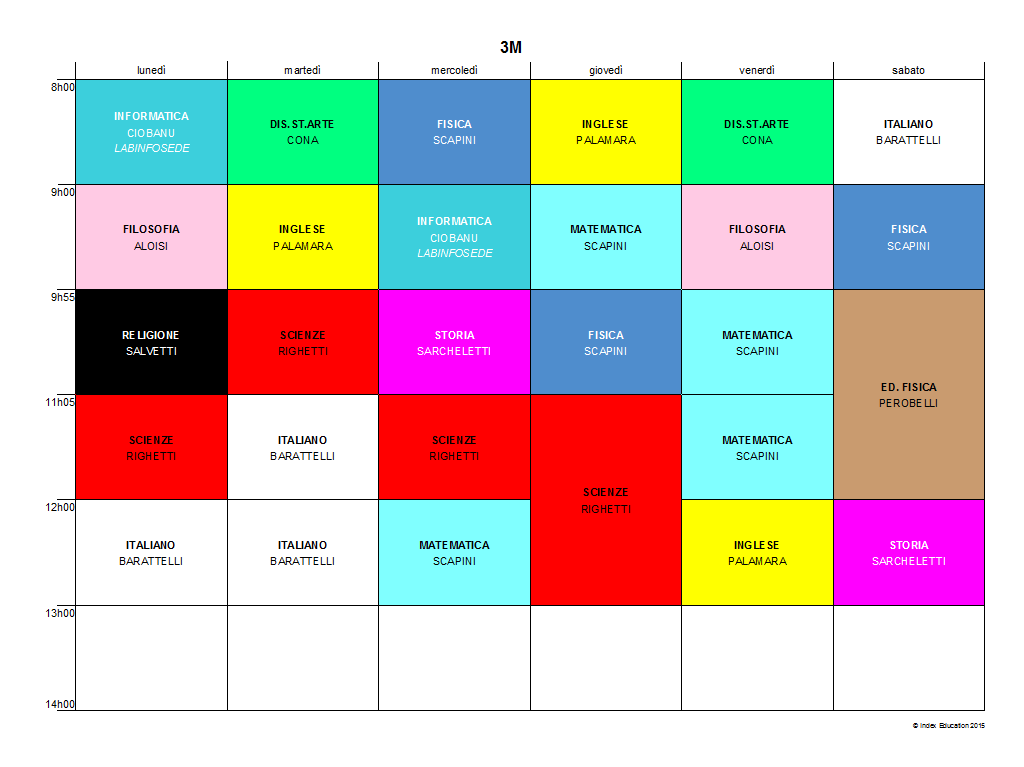 3M
lunedì martedì mercoledì giovedì venerdì sabato
8h00
INFORMATICA
CIOBANU
LABINFOSEDE
DIS.ST.ARTE
CONA
FISICA
SCAPINI
INGLESE
PALAMARA
DIS.ST.ARTE
CONA
ITALIANO
BARATTELLI
9h00
FILOSOFIA
ALOISI
INGLESE
PALAMARA
INFORMATICA
CIOBANU
LABINFOSEDE
MATEMATICA
SCAPINI
FILOSOFIA
ALOISI
FISICA
SCAPINI
9h55
RELIGIONE
SALVETTI
SCIENZE
RIGHETTI
STORIA
SARCHELETTI
FISICA
SCAPINI
MATEMATICA
SCAPINI
ED. FISICA
PEROBELLI
11h05
SCIENZE
RIGHETTI
ITALIANO
BARATTELLI
SCIENZE
RIGHETTI
SCIENZE
RIGHETTI
MATEMATICA
SCAPINI
12h00
ITALIANO
BARATTELLI
ITALIANO
BARATTELLI
MATEMATICA
SCAPINI
INGLESE
PALAMARA
STORIA
SARCHELETTI
13h00
14h00
© Index Education 2015